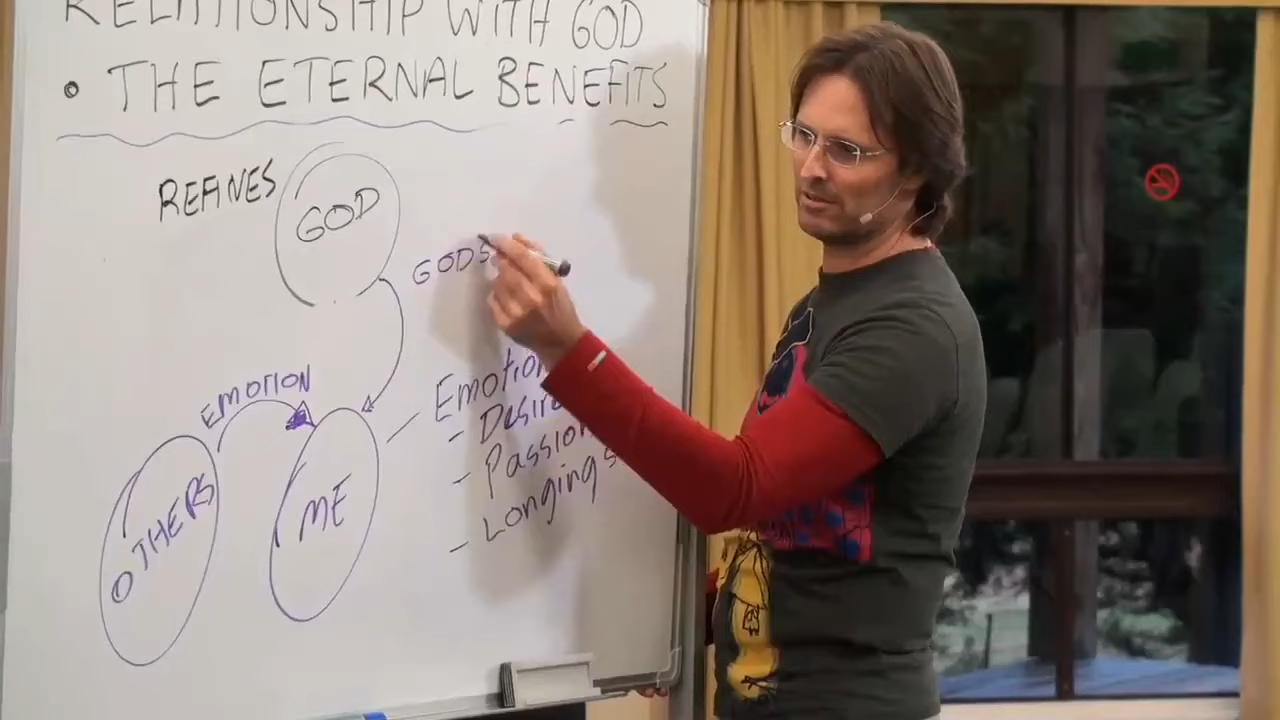 RELATIONSHIP WITH GOD
• THE ETERNAL BENEFITS
REFINES
GOD
GODS
EMOTION
Emotion
- Desire
- Passion
- Longings
OTHERS
ME